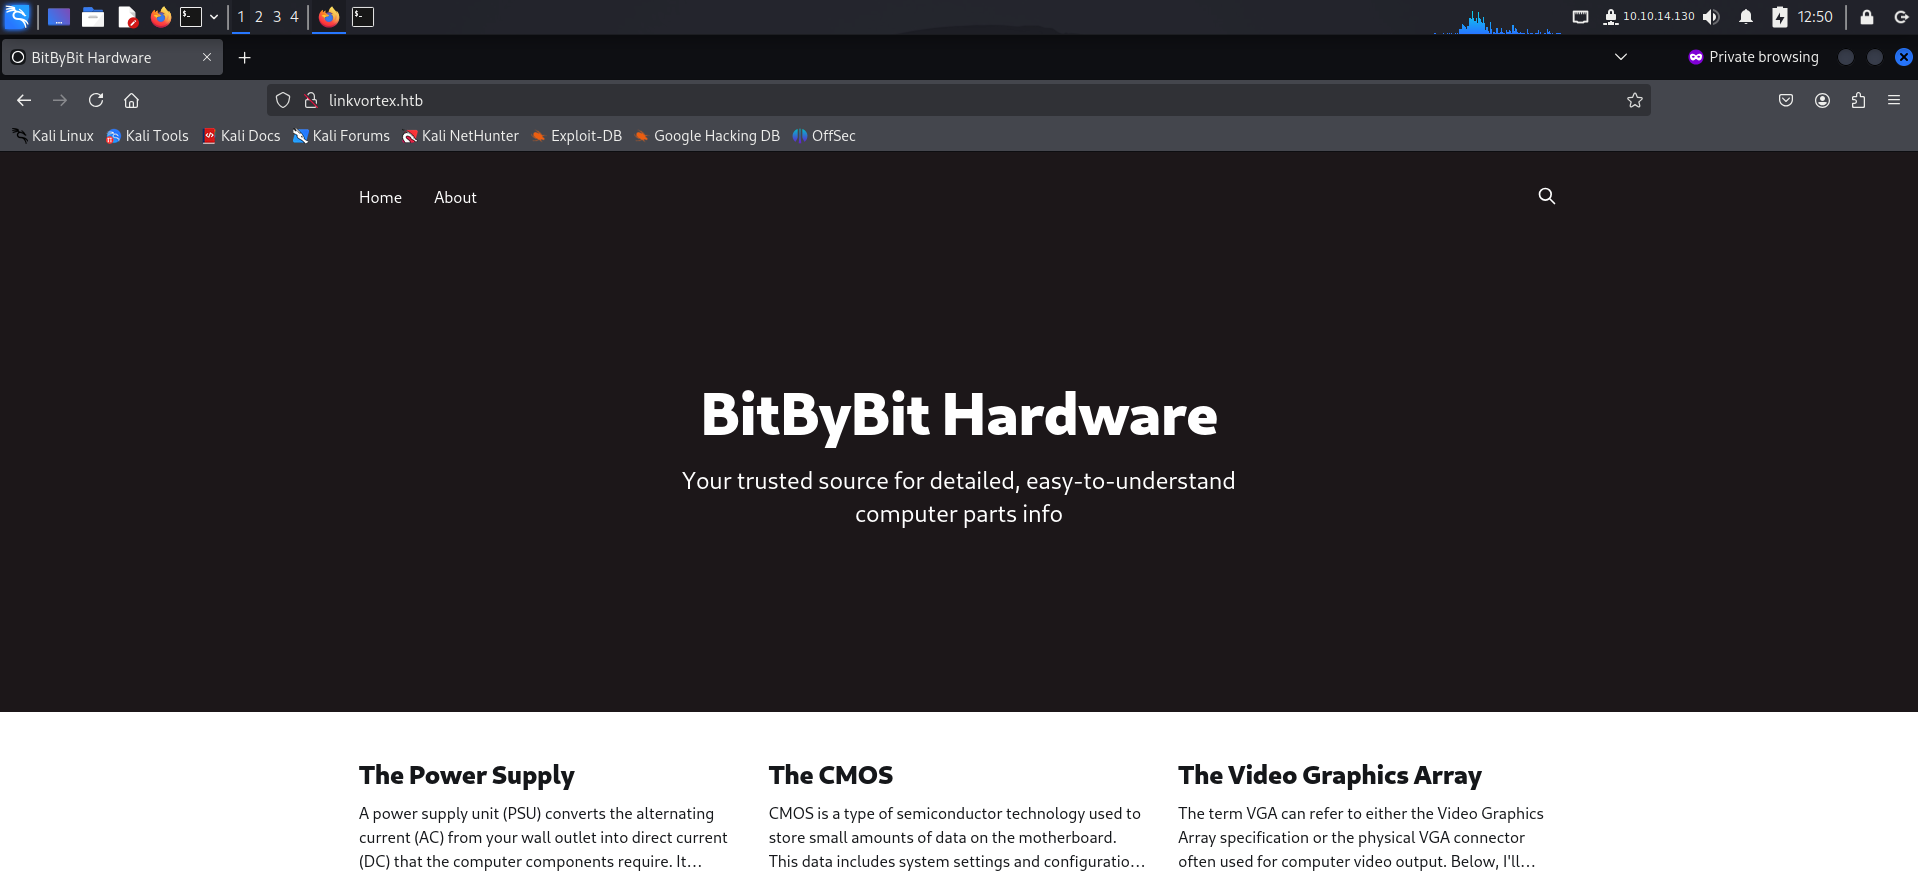 1 2 3 4 10.10.14.130 12:50
BitByBit Hardware Private browsing
linkvortex.htb
Kali Linux Kali Tools Kali Docs Kali Forums Kali NetHunter Exploit-DB Google Hacking DB OffSec
Home About
BitByBit Hardware
Your trusted source for detailed, easy-to-understand
computer parts info
The Power Supply
A power supply unit (PSU) converts the alternating
current (AC) from your wall outlet into direct current
(DC) that the computer components require. It…
The CMOS
CMOS is a type of semiconductor technology used to
store small amounts of data on the motherboard.
This data includes system settings and configuratio…
The Video Graphics Array
The term VGA can refer to either the Video Graphics
Array specification or the physical VGA connector
often used for computer video output. Below, I'll…